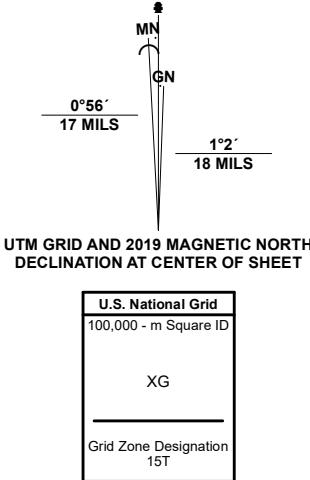 MN
GN
0°56´
17 MILS
1°2´
18 MILS
UTM GRID AND 2019 MAGNETIC NORTH
DECLINATION AT CENTER OF SHEET
U.S. National Grid
100,000 - m Square ID
XG
Grid Zone Designation
15T